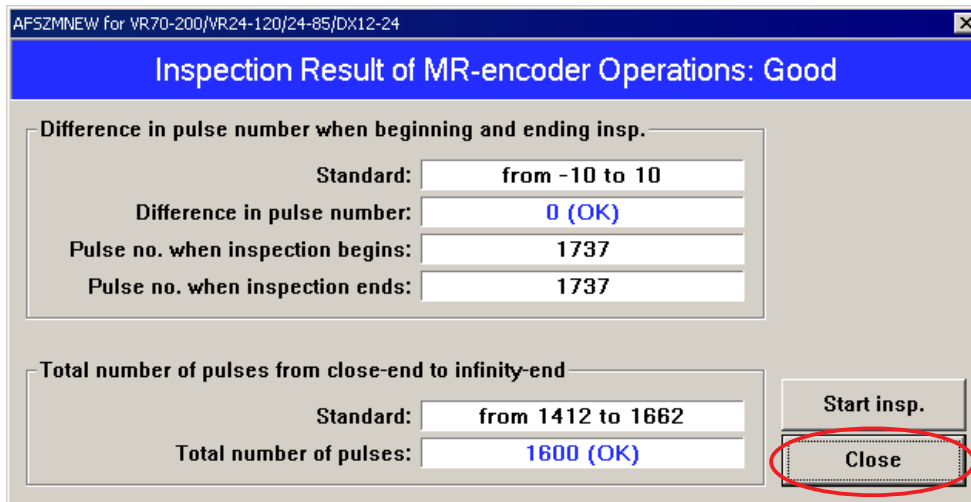 AFSZMNEW for VR70-200/VR24-120/24-85/DX12-24
Inspection Result of MR-encoder Operations: Good
Difference in pulse number when beginning and ending insp.
Standard: from -10 to 10
Difference in pulse number: 0 (OK)
Pulse no. when inspection begins: 1737
Pulse no. when inspection ends: 1737
Total number of pulses from close-end to infinity-end
Standard: from 1412 to 1662
Total number of pulses: 1600 (OK)
Start insp.
Close